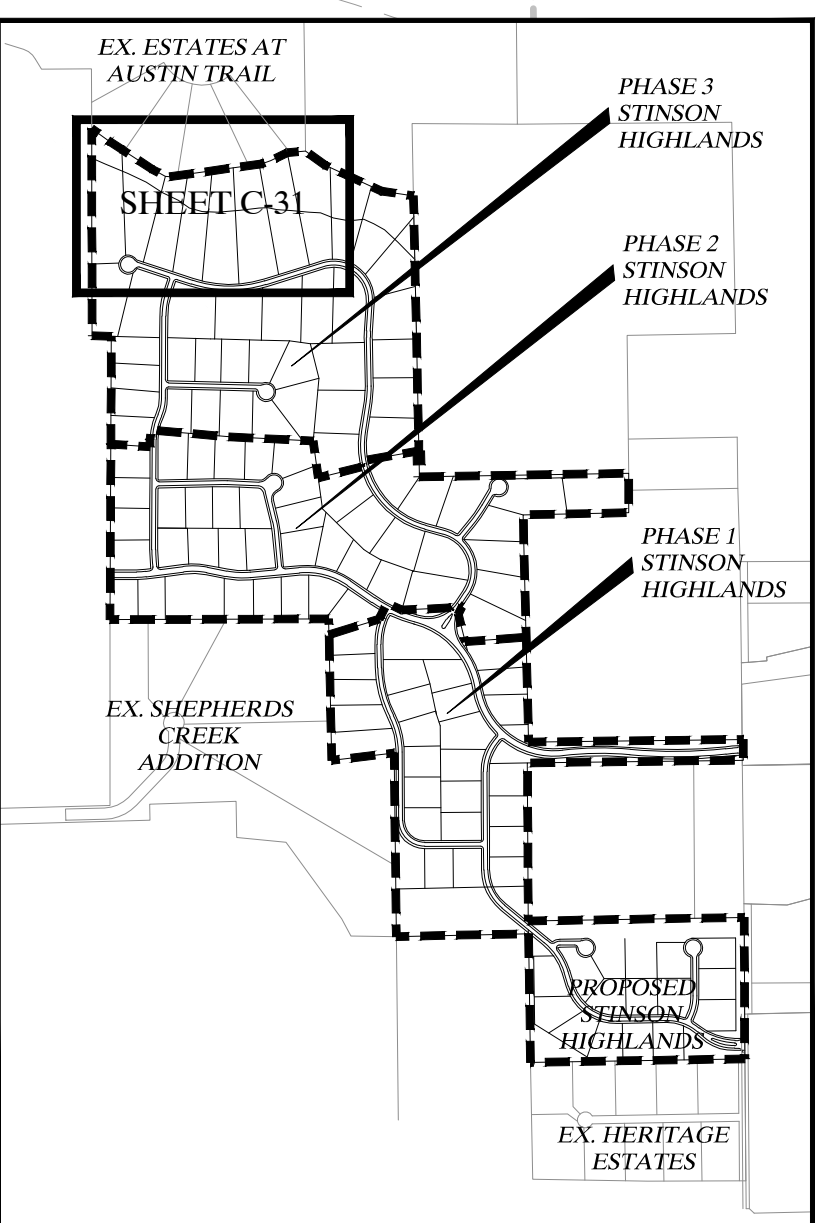 EX. ESTATES AT
AUSTIN TRAIL
PHASE 3
STINSON
HIGHLANDS
SHEET C-31
PHASE 2
STINSON
HIGHLANDS
PHASE 1
STINSON
HIGHLANDS
EX. SHEPHERDS
CREEK
ADDITION
PROPOSED
STINSON
HIGHLANDS
EX. HERITAGE
ESTATES